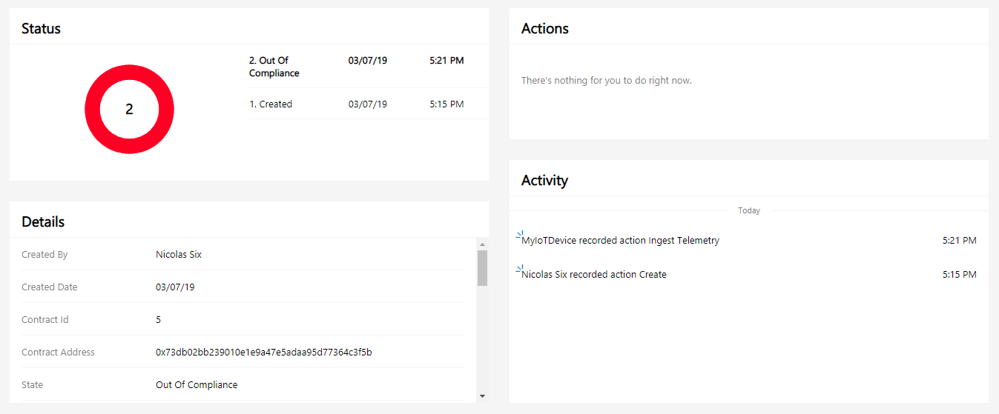 Status
2
2. Out Of Compliance 03/07/19 5:21 PM
1. Created 03/07/19 5:15 PM
Details
Created By Nicolas Six
Created Date 03/07/19
Contract Id 5
Contract Address 0x73db02bb239010e1e9a47e5adaa95d77364c3f5b
State Out Of Compliance
Actions
There's nothing for you to do right now.
Activity
Today
MyIoTDevice recorded action Ingest Telemetry 5:21 PM
Nicolas Six recorded action Create 5:15 PM